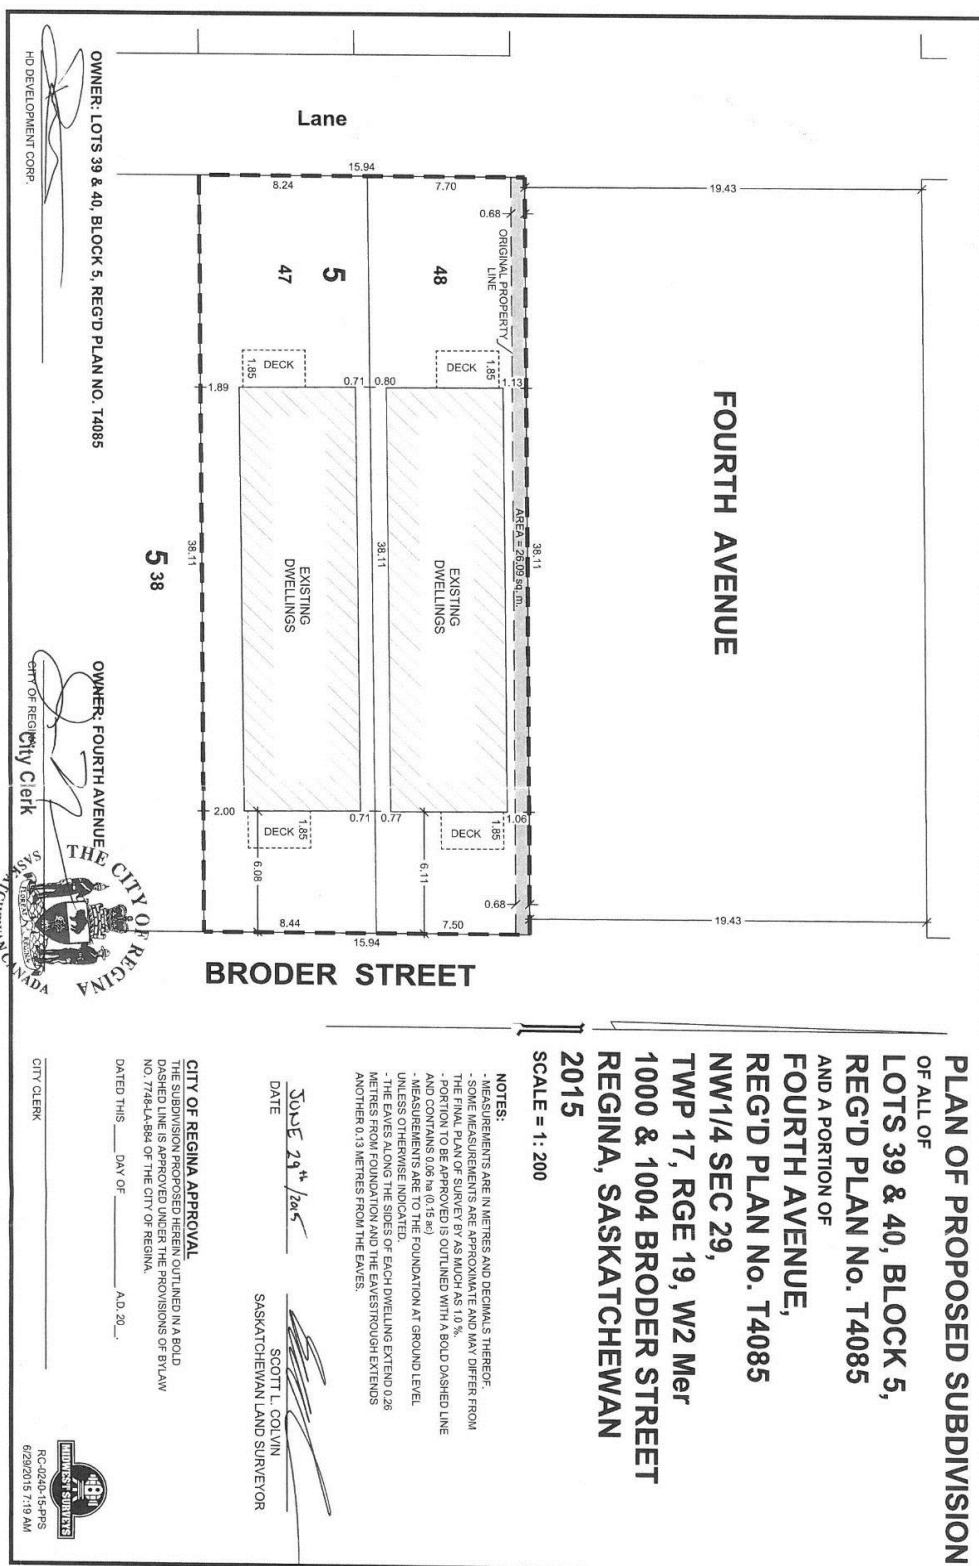 PLAN OF PROPOSED SUBDIVISION
OF ALL OF
LOTS 39 & 40, BLOCK 5,
REG'D PLAN No. T4085
AND A PORTION OF
FOURTH AVENUE,
REG'D PLAN No. T4085
NW1/4 SEC 29,
TWP 17, RGE 19, W2 Mer
1000 & 1004 BRODER STREET
REGINA, SASKATCHEWAN
2015
SCALE = 1: 200
NOTES:
- MEASUREMENTS ARE IN METRES AND DECIMALS THEREOF.
- SOME MEASUREMENTS ARE APPROXIMATE AND MAY DIFFER FROM
THE FINAL PLAN OF SURVEY BY AS MUCH AS 1.0 %.
- PORTION TO BE APPROVED IS OUTLINED WITH A BOLD DASHED LINE
AND CONTAINS 0.06 ha (0.15 ac)
- MEASUREMENTS ARE TO THE FOUNDATION AT GROUND LEVEL
UNLESS OTHERWISE INDICATED.
- THE EAVES ALONG THE SIDES OF EACH DWELLING EXTEND 0.26
METRES FROM FOUNDATION AND THE EAVESTROUGH EXTENDS
ANOTHER 0.13 METRES FROM THE EAVES.
JUNE 29th/2015
DATE
SCOTT L. COLVIN
SASKATCHEWAN LAND SURVEYOR
CITY OF REGINA APPROVAL
THE SUBDIVISION PROPOSED HEREIN OUTLINED IN A BOLD
DASHED LINE IS APPROVED UNDER THE PROVISIONS OF BYLAW
NO. 7748-LA-B84 OF THE CITY OF REGINA.
DATED THIS ____ DAY OF ________ A.D. 20__.
CITY CLERK
MIDWEST SURVEYS
RC-0240-15-PPS
6/29/2015 7:19 AM
Lane
15.94
8.24
7.70
19.43
0.68
ORIGINAL PROPERTY
LINE
47
5
48
DECK
1.85
DECK
1.85
1.89
0.71
0.80
1.13
FOURTH AVENUE
AREA = 26.09 sq. m.
38.11
38.11
38.11
EXISTING
DWELLINGS
EXISTING
DWELLINGS
5
38
2.00
0.71
0.77
1.06
DECK
1.85
DECK
1.85
6.08
6.11
0.68
19.43
8.44
7.50
15.94
BRODER STREET
OWNER: LOTS 39 & 40, BLOCK 5, REG'D PLAN NO. T4085
HD DEVELOPMENT CORP.
OWNER: FOURTH AVENUE
CITY OF REGINA
City Clerk
THE CITY OF REGINA
SASKATCHEWAN CANADA
FLOREAT REGINA